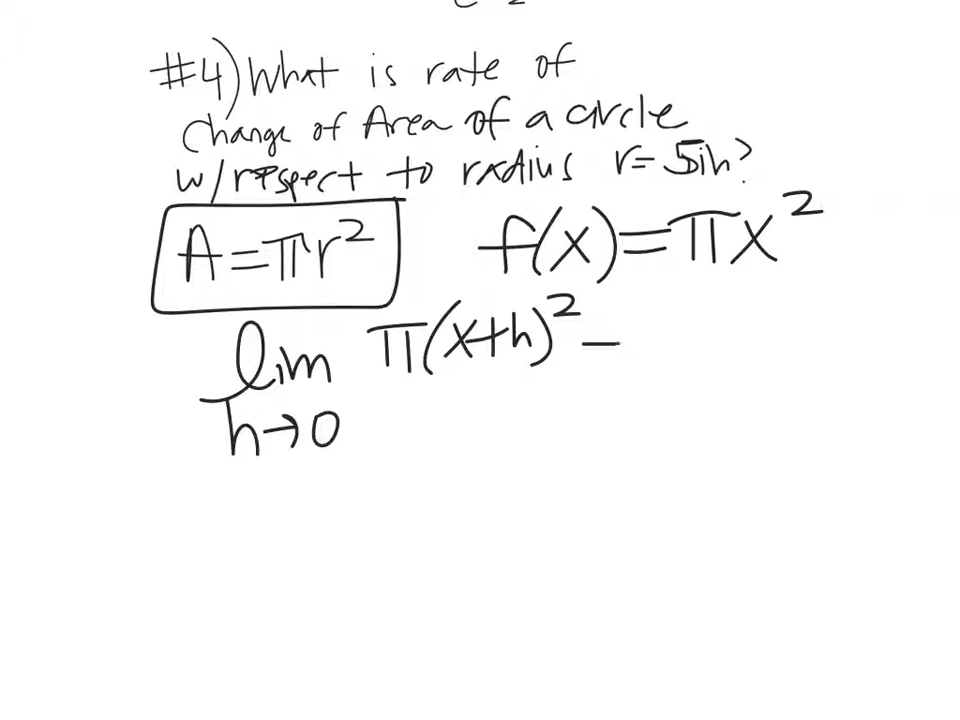 #4) What is rate of
Change of Area of a circle
w/respect to radius r=5in?
A=πr² f(x)=πx²
lim π(x+h)² −
h→0